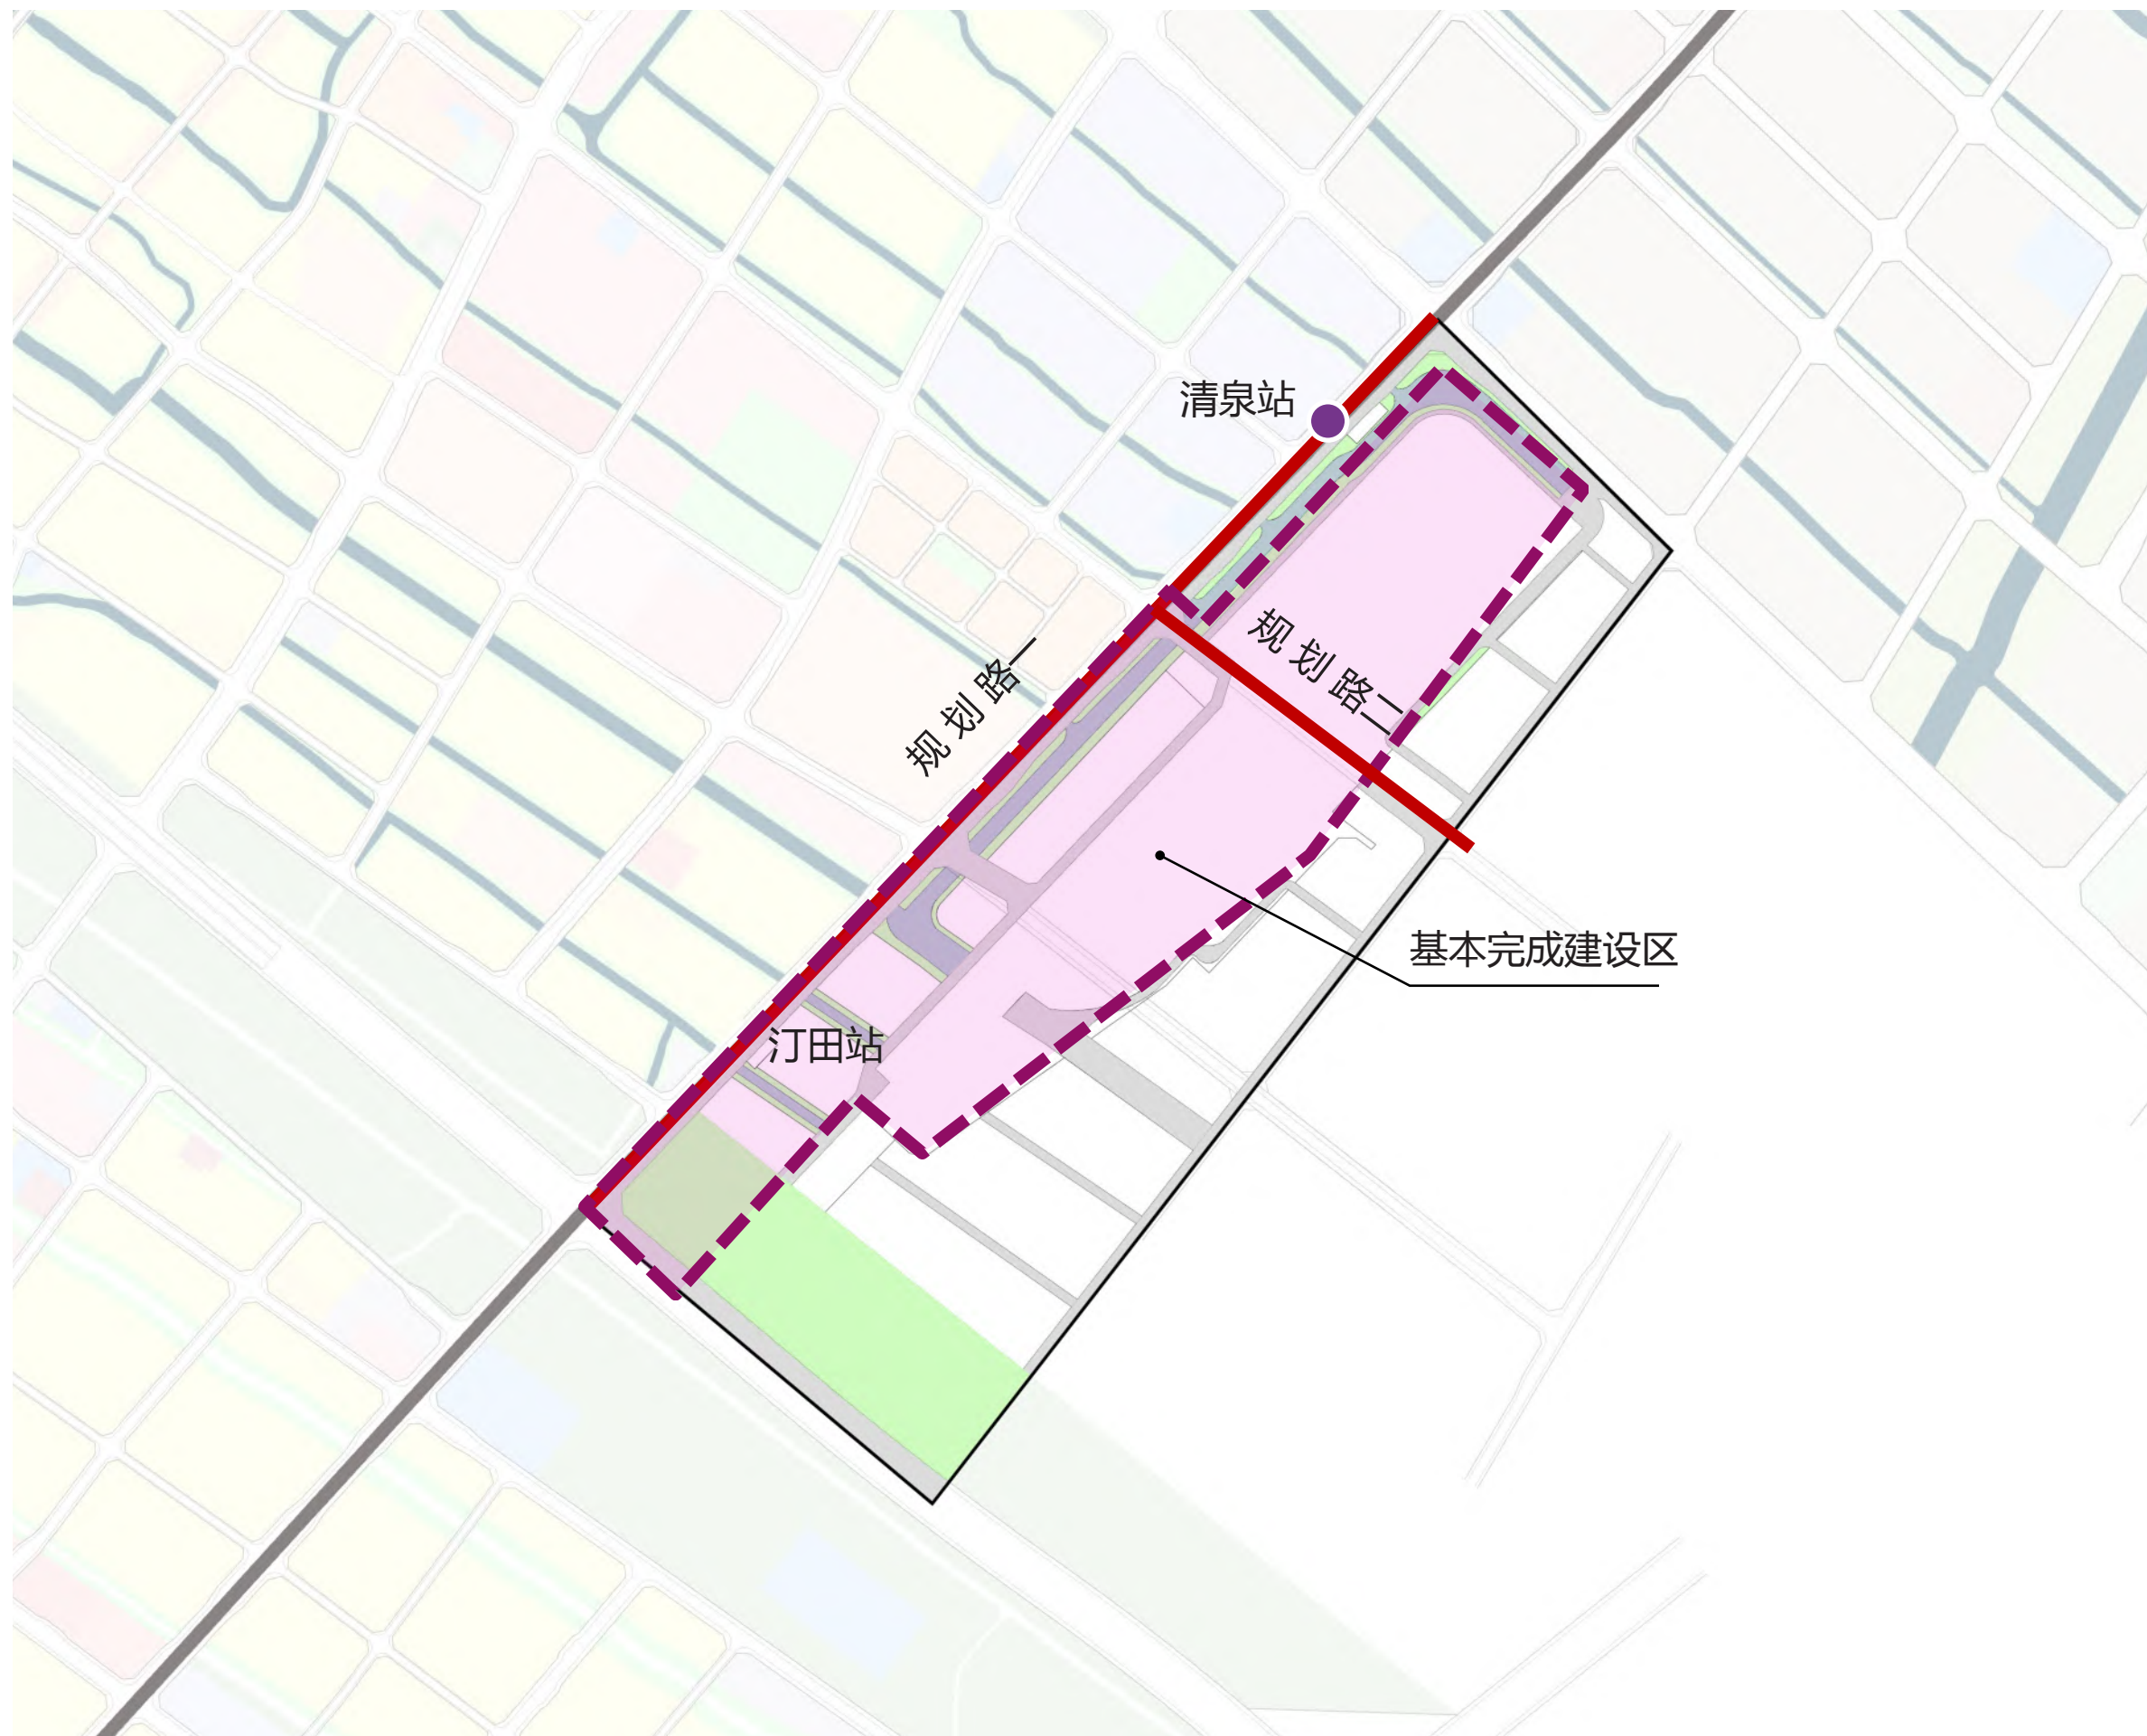 清泉站
规划路一
规划路二
基本完成建设区
汀田站